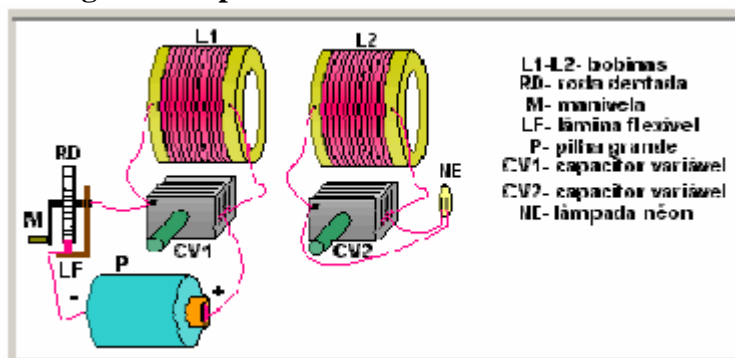 L1
L2
L1-L2- bobinas
RD- roda dentada
M- manivela
LF- lâmina flexível
P- pilha grande
CV1- capacitor variável
CV2- capacitor variável
NE- lâmpada néon
RD
NE
M
CV1
CV2
LF
P
-
+